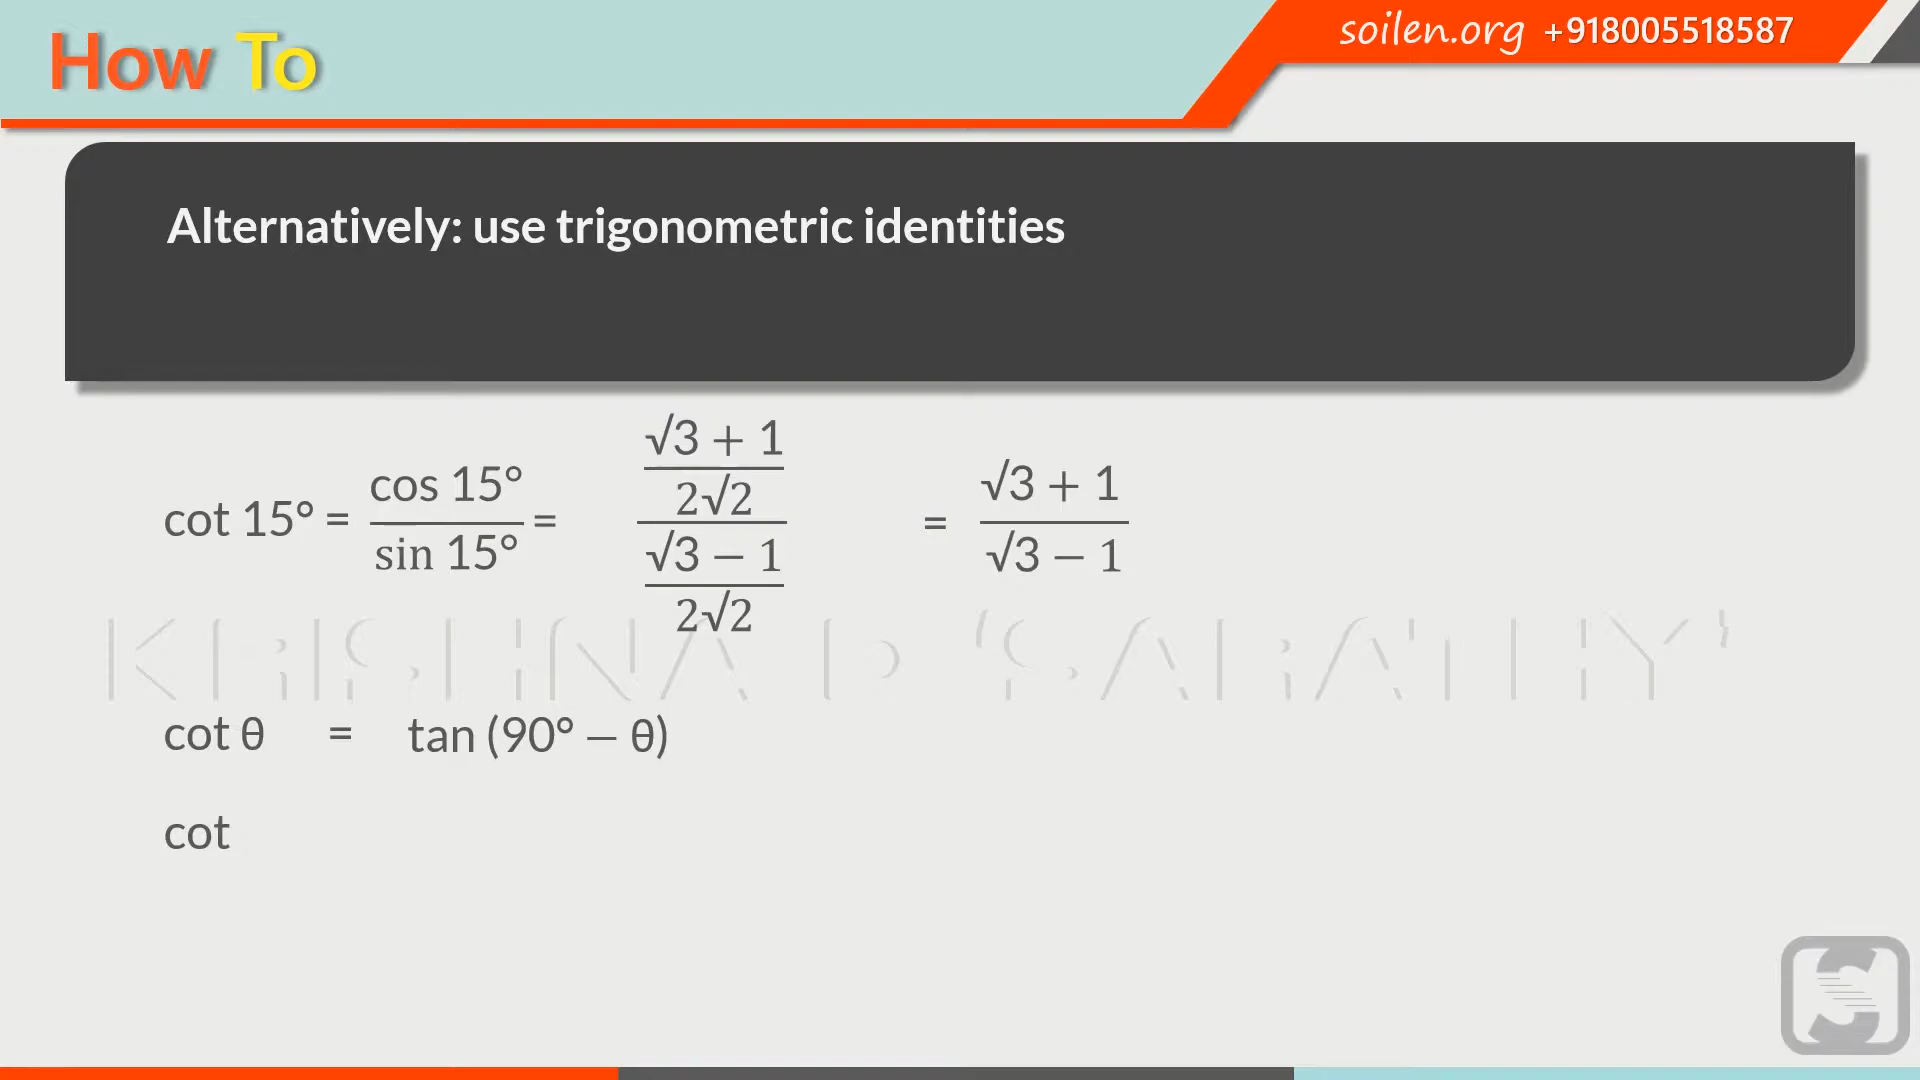 How To
soilen.org +918005518587
Alternatively: use trigonometric identities
cot 15° = cos 15° / sin 15° = ((√3 + 1) / (2√2)) / ((√3 − 1) / (2√2)) = (√3 + 1) / (√3 − 1)
KRISHNA D 'SARATHY'
cot θ = tan (90° − θ)
cot